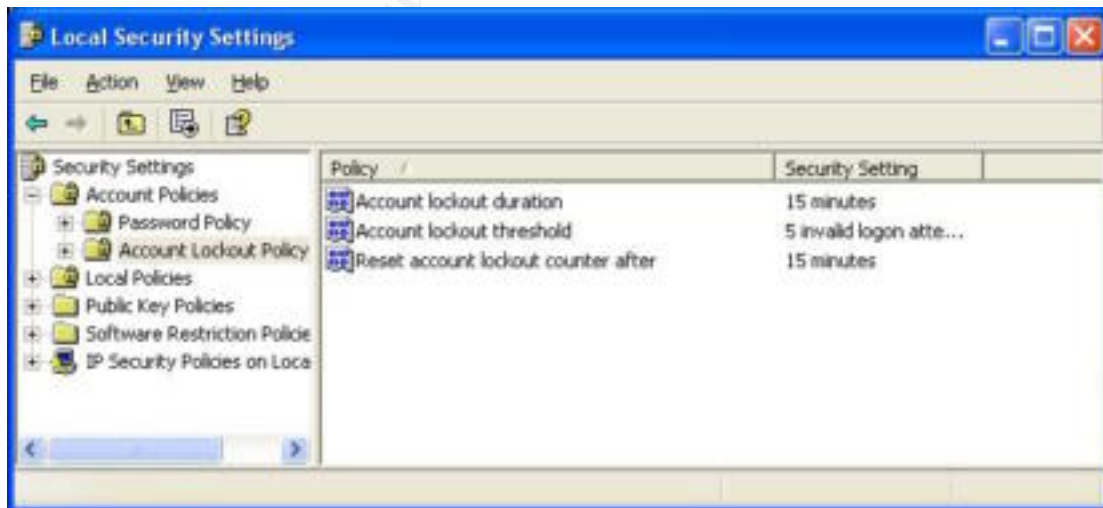 Local Security Settings
File Action View Help
Security Settings
Account Policies
Password Policy
Account Lockout Policy
Local Policies
Public Key Policies
Software Restriction Policie
IP Security Policies on Loca
Policy Security Setting
Account lockout duration 15 minutes
Account lockout threshold 5 invalid logon atte...
Reset account lockout counter after 15 minutes